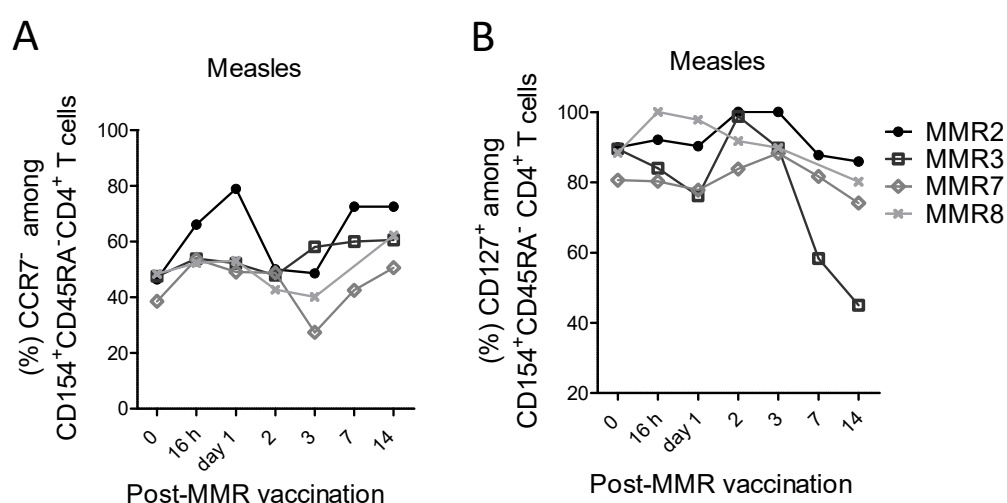 A
Measles
(%) CCR7⁻ among
CD154⁺CD45RA⁻CD4⁺ T cells
100
80
60
40
20
0
0
16 h
day 1
2
3
7
14
Post-MMR vaccination
B
Measles
(%) CD127⁺ among
CD154⁺CD45RA⁻ CD4⁺ T cells
100
80
60
40
20
0
16 h
day 1
2
3
7
14
Post-MMR vaccination
MMR2
MMR3
MMR7
MMR8